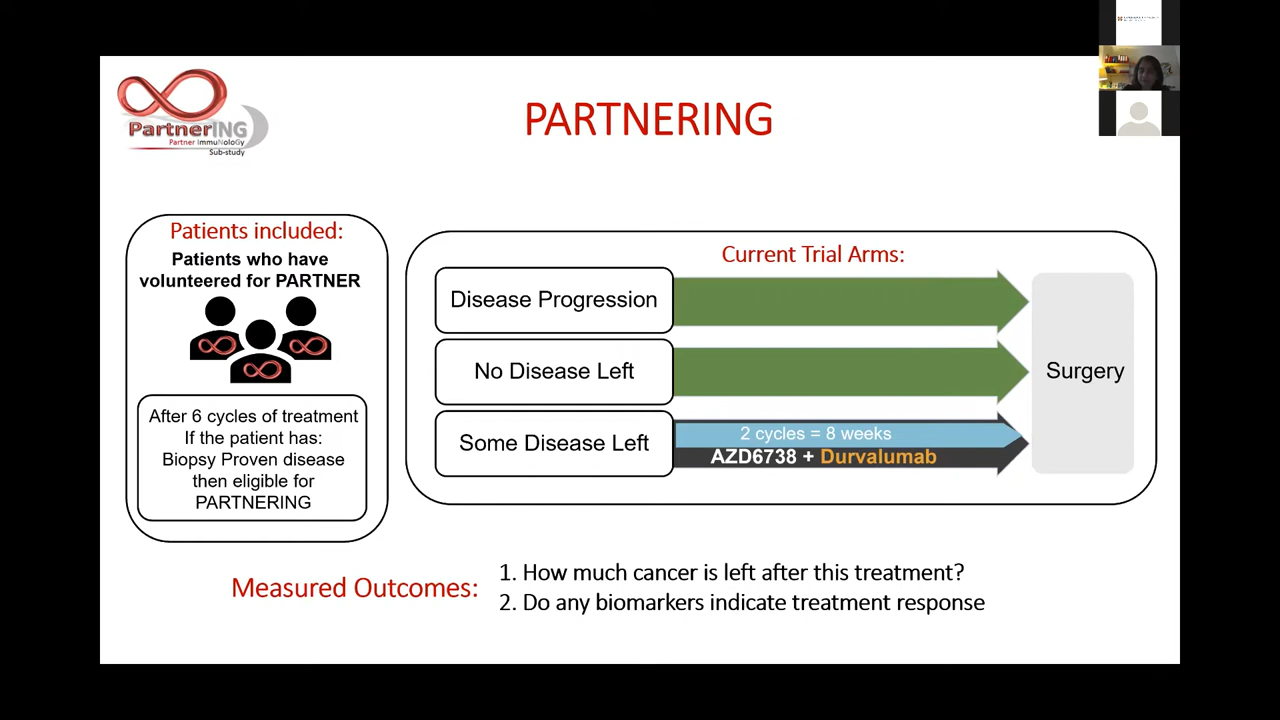 PARTNERING
PartnerING
Partner ImmuNoloGy
Sub-study
Patients included:
Patients who have
volunteered for PARTNER
After 6 cycles of treatment
If the patient has:
Biopsy Proven disease
then eligible for
PARTNERING
Current Trial Arms:
Disease Progression
No Disease Left
Some Disease Left
2 cycles = 8 weeks
AZD6738 + Durvalumab
Surgery
Measured Outcomes:
1. How much cancer is left after this treatment?
2. Do any biomarkers indicate treatment response